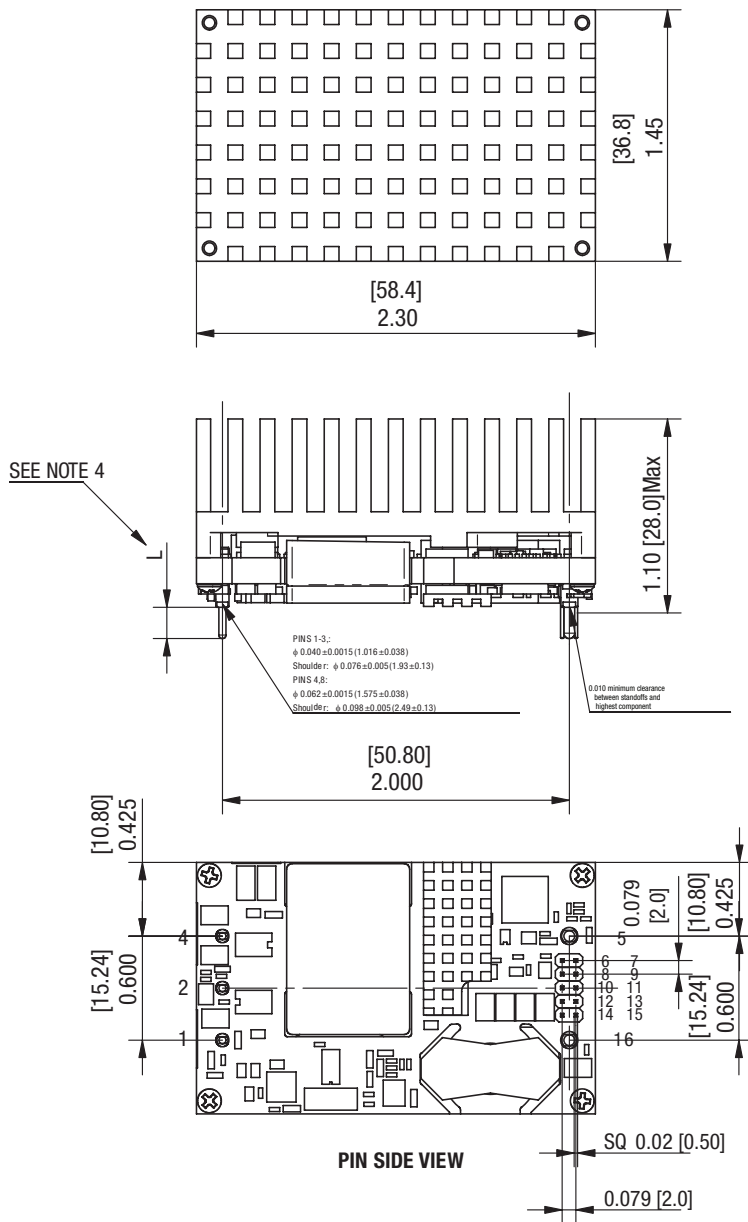 [36.8]
1.45
[58.4]
2.30
SEE NOTE 4
L
1.10 [28.0]Max
PINS 1-3,:
ϕ 0.040±0.0015(1.016±0.038)
Shoulder: ϕ 0.076±0.005(1.93±0.13)
PINS 4,8:
ϕ 0.062±0.0015(1.575±0.038)
Shoulder: ϕ 0.098±0.005(2.49±0.13)
0.010 minimum clearance
between standoffs and
highest component
[50.80]
2.000
[10.80]
0.425
[15.24]
0.600
4
2
1
0.079
[2.0]
[10.80]
0.425
[15.24]
0.600
5
6 7
8 9
10 11
12 13
14 15
16
PIN SIDE VIEW
SQ 0.02 [0.50]
0.079 [2.0]